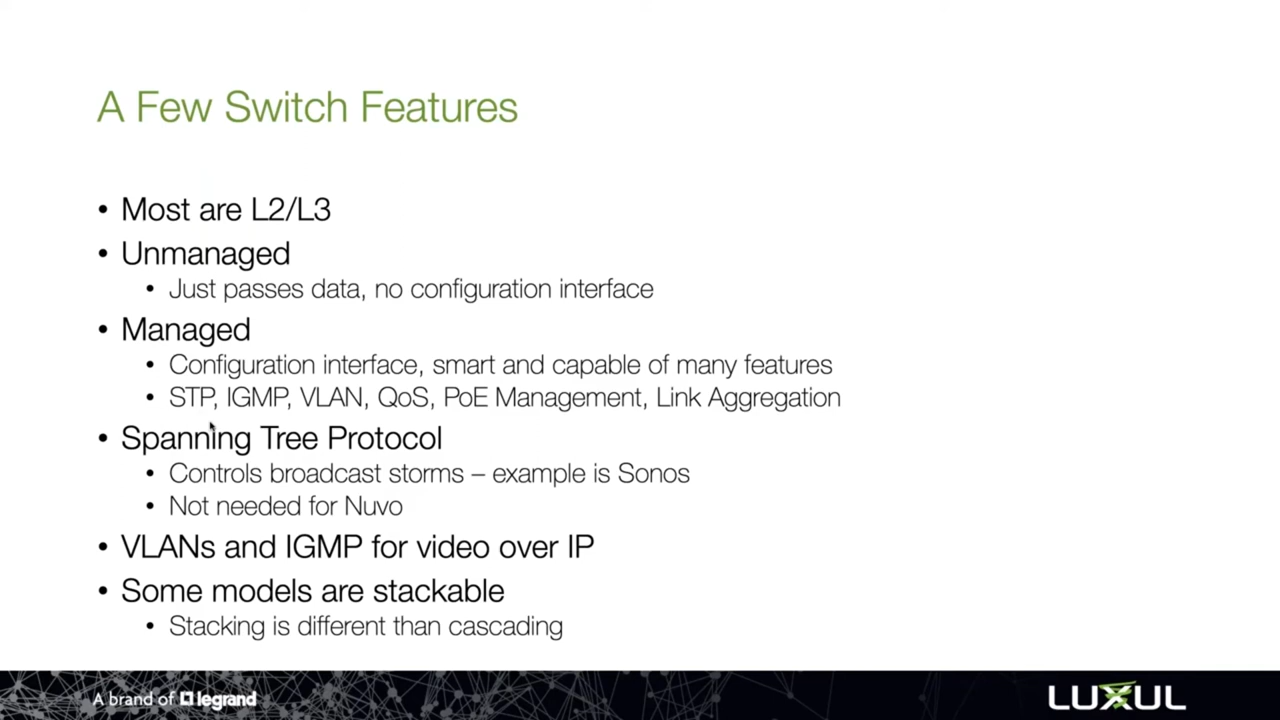 A Few Switch Features
• Most are L2/L3
• Unmanaged
• Just passes data, no configuration interface
• Managed
• Configuration interface, smart and capable of many features
• STP, IGMP, VLAN, QoS, PoE Management, Link Aggregation
• Spanning Tree Protocol
• Controls broadcast storms – example is Sonos
• Not needed for Nuvo
• VLANs and IGMP for video over IP
• Some models are stackable
• Stacking is different than cascading
A brand of legrand
LUXUL